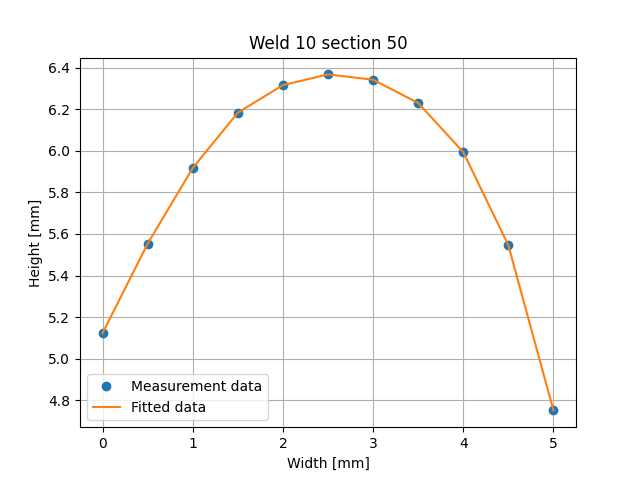 Weld 10 section 50
6.4
6.2
6.0
5.8
5.6
5.4
5.2
5.0
4.8
Height [mm]
Measurement data
Fitted data
0 1 2 3 4 5
Width [mm]